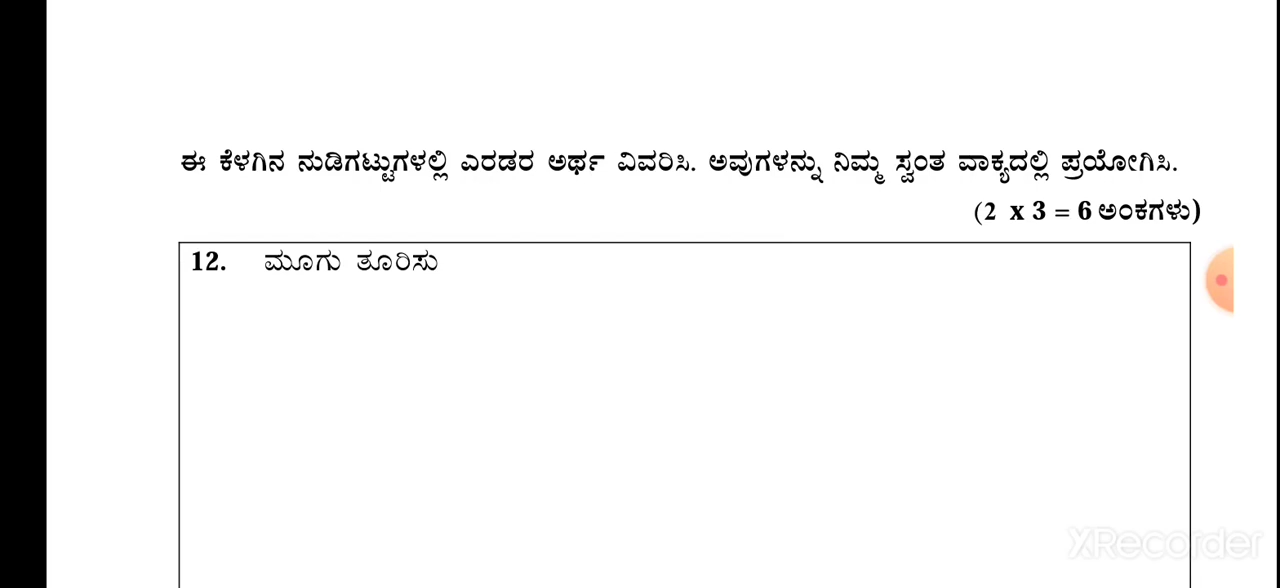 ಈ ಕೆಳಗಿನ ನುಡಿಗಟ್ಟುಗಳಲ್ಲಿ ಎರಡರ ಅರ್ಥ ವಿವರಿಸಿ. ಅವುಗಳನ್ನು ನಿಮ್ಮ ಸ್ವಂತ ವಾಕ್ಯದಲ್ಲಿ ಪ್ರಯೋಗಿಸಿ.
(2 x 3 = 6 ಅಂಕಗಳು)
12. ಮೂಗು ತೂರಿಸು
XRecorder